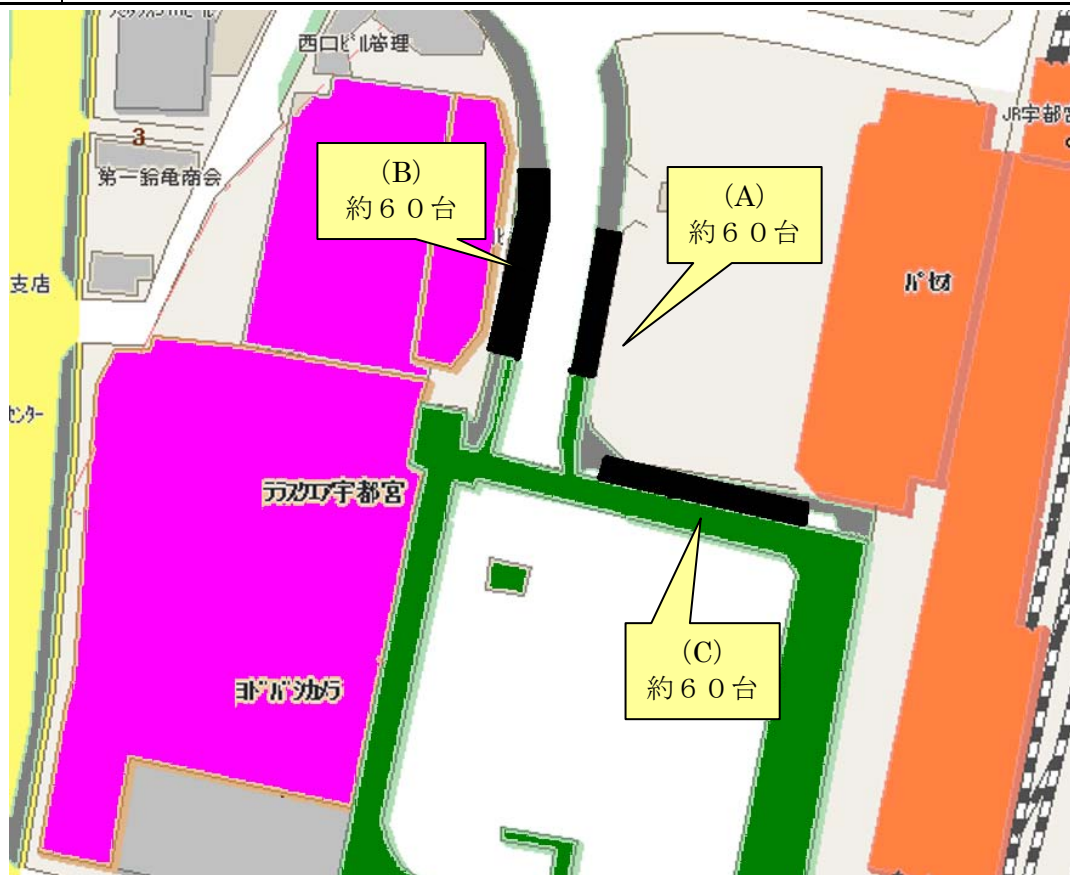 西口ビル管理
JR宇都宮
3
第一鈴亀商会
(B)
約６０台
(A)
約６０台
支店
パセオ
センター
ララスクエア宇都宮
(C)
約６０台
ヨドバシカメラ